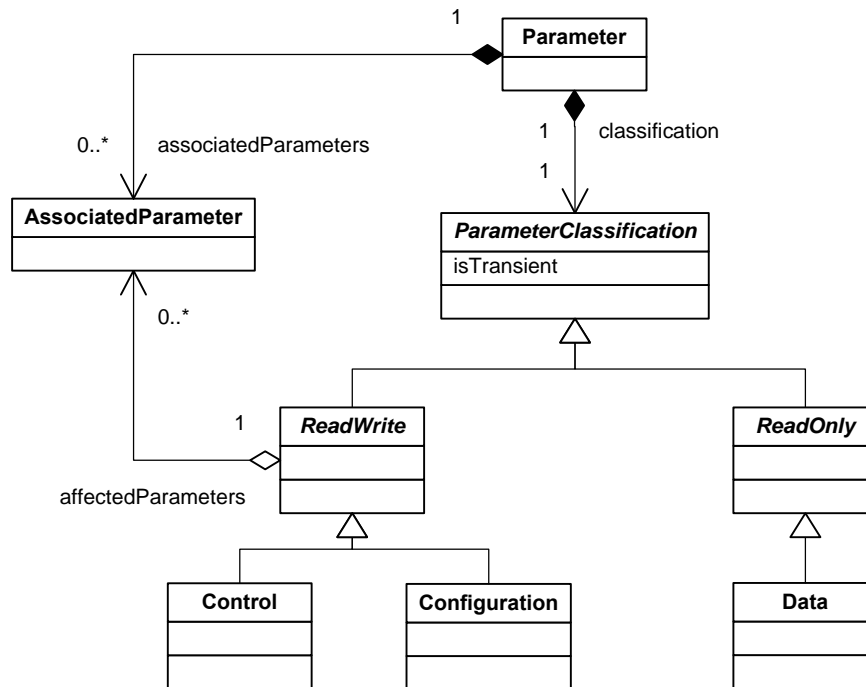 1
Parameter
1
classification
0..*
associatedParameters
1
AssociatedParameter
ParameterClassification
isTransient
0..*
1
ReadWrite
ReadOnly
affectedParameters
Control
Configuration
Data